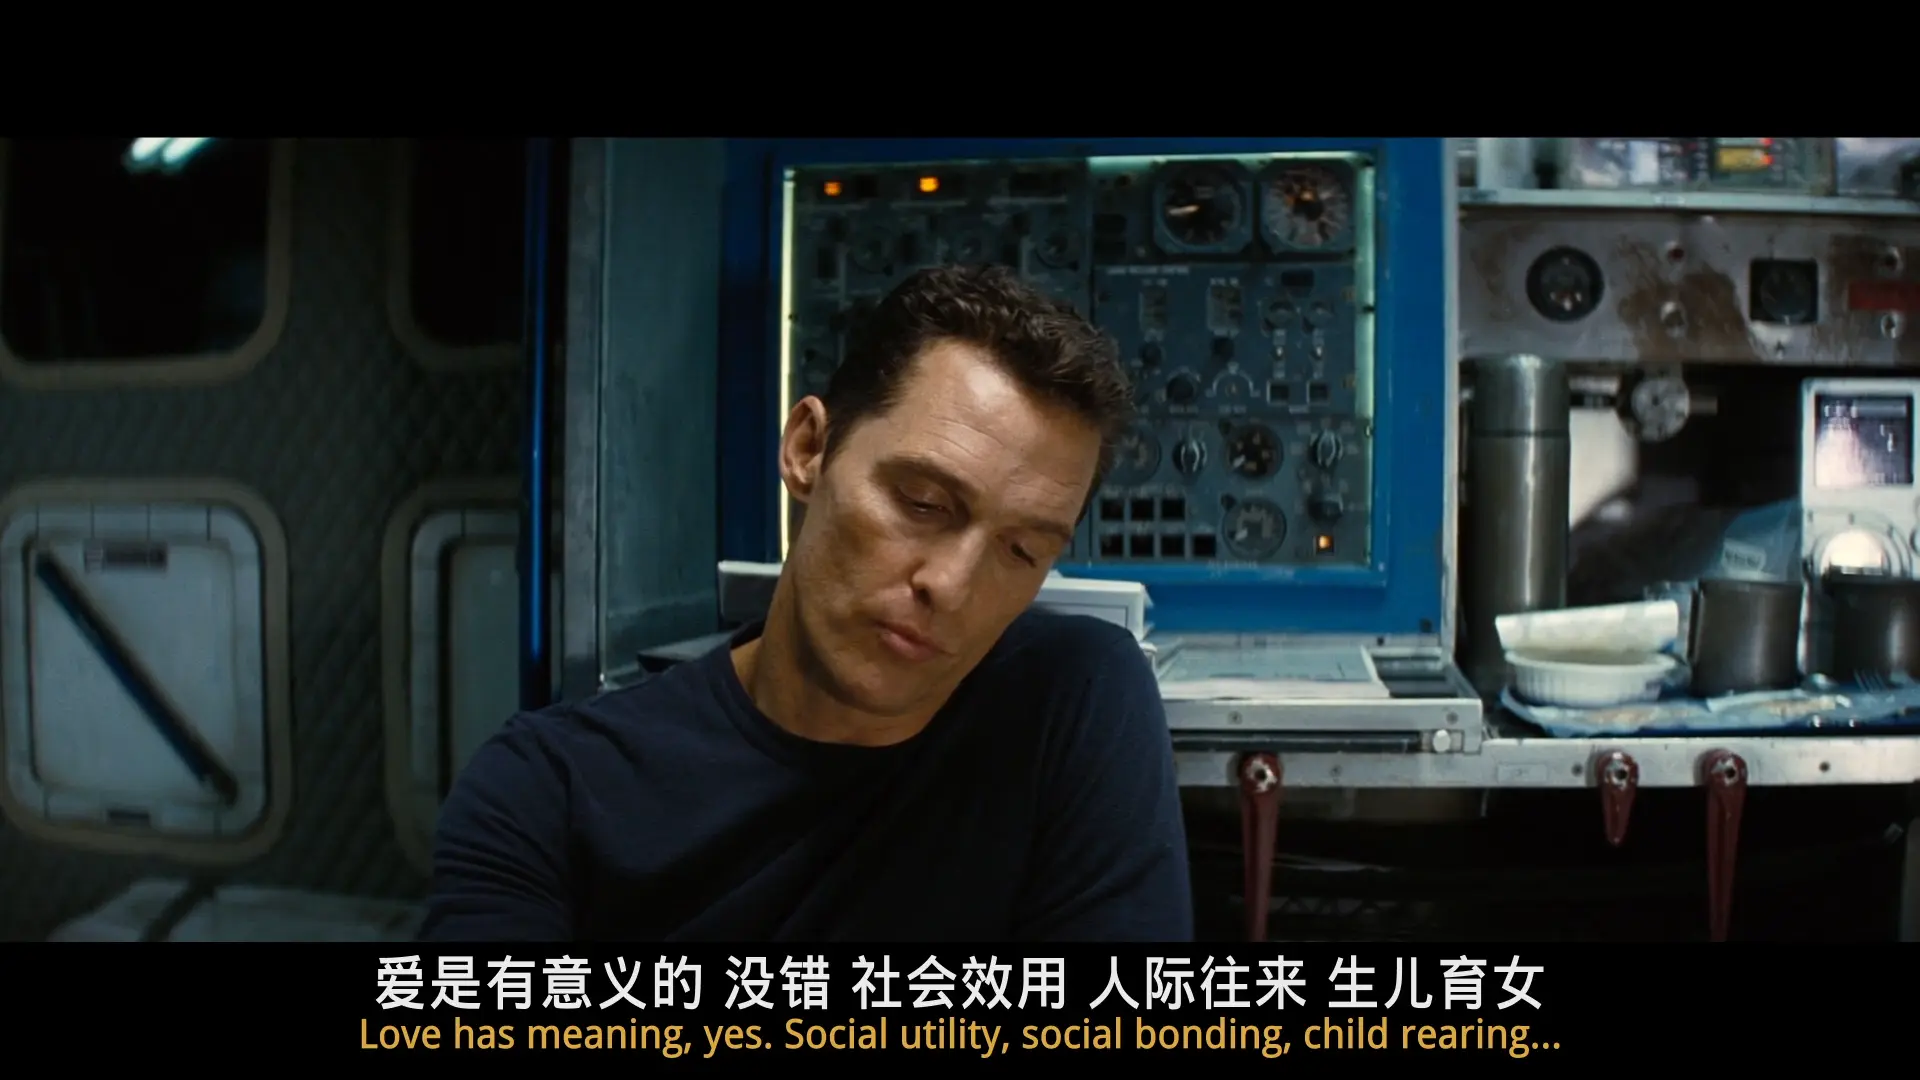 爱是有意义的 没错 社会效用 人际往来 生儿育女
Love has meaning, yes. Social utility, social bonding, child rearing...